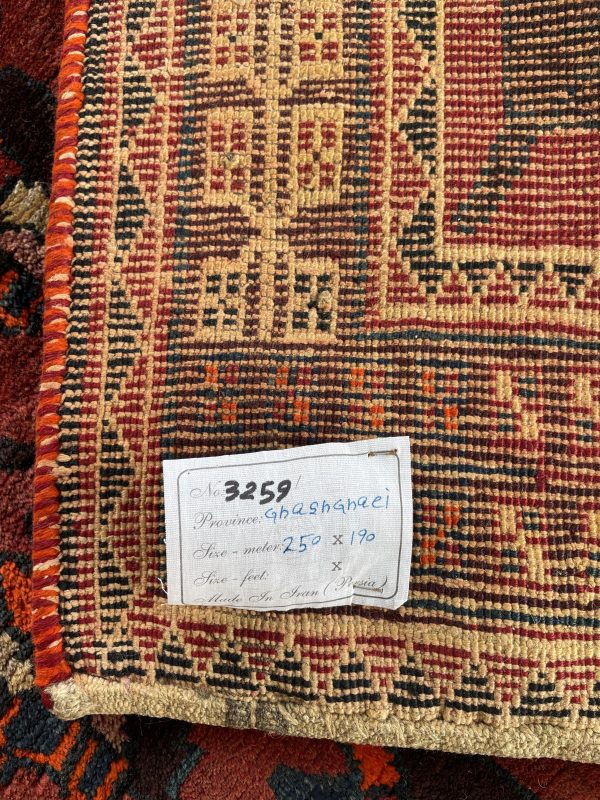 No: 3259
Province: GhashGhaei
Size - meter: 250 x 190
Size - feet: x
Made In Iran (Persia)